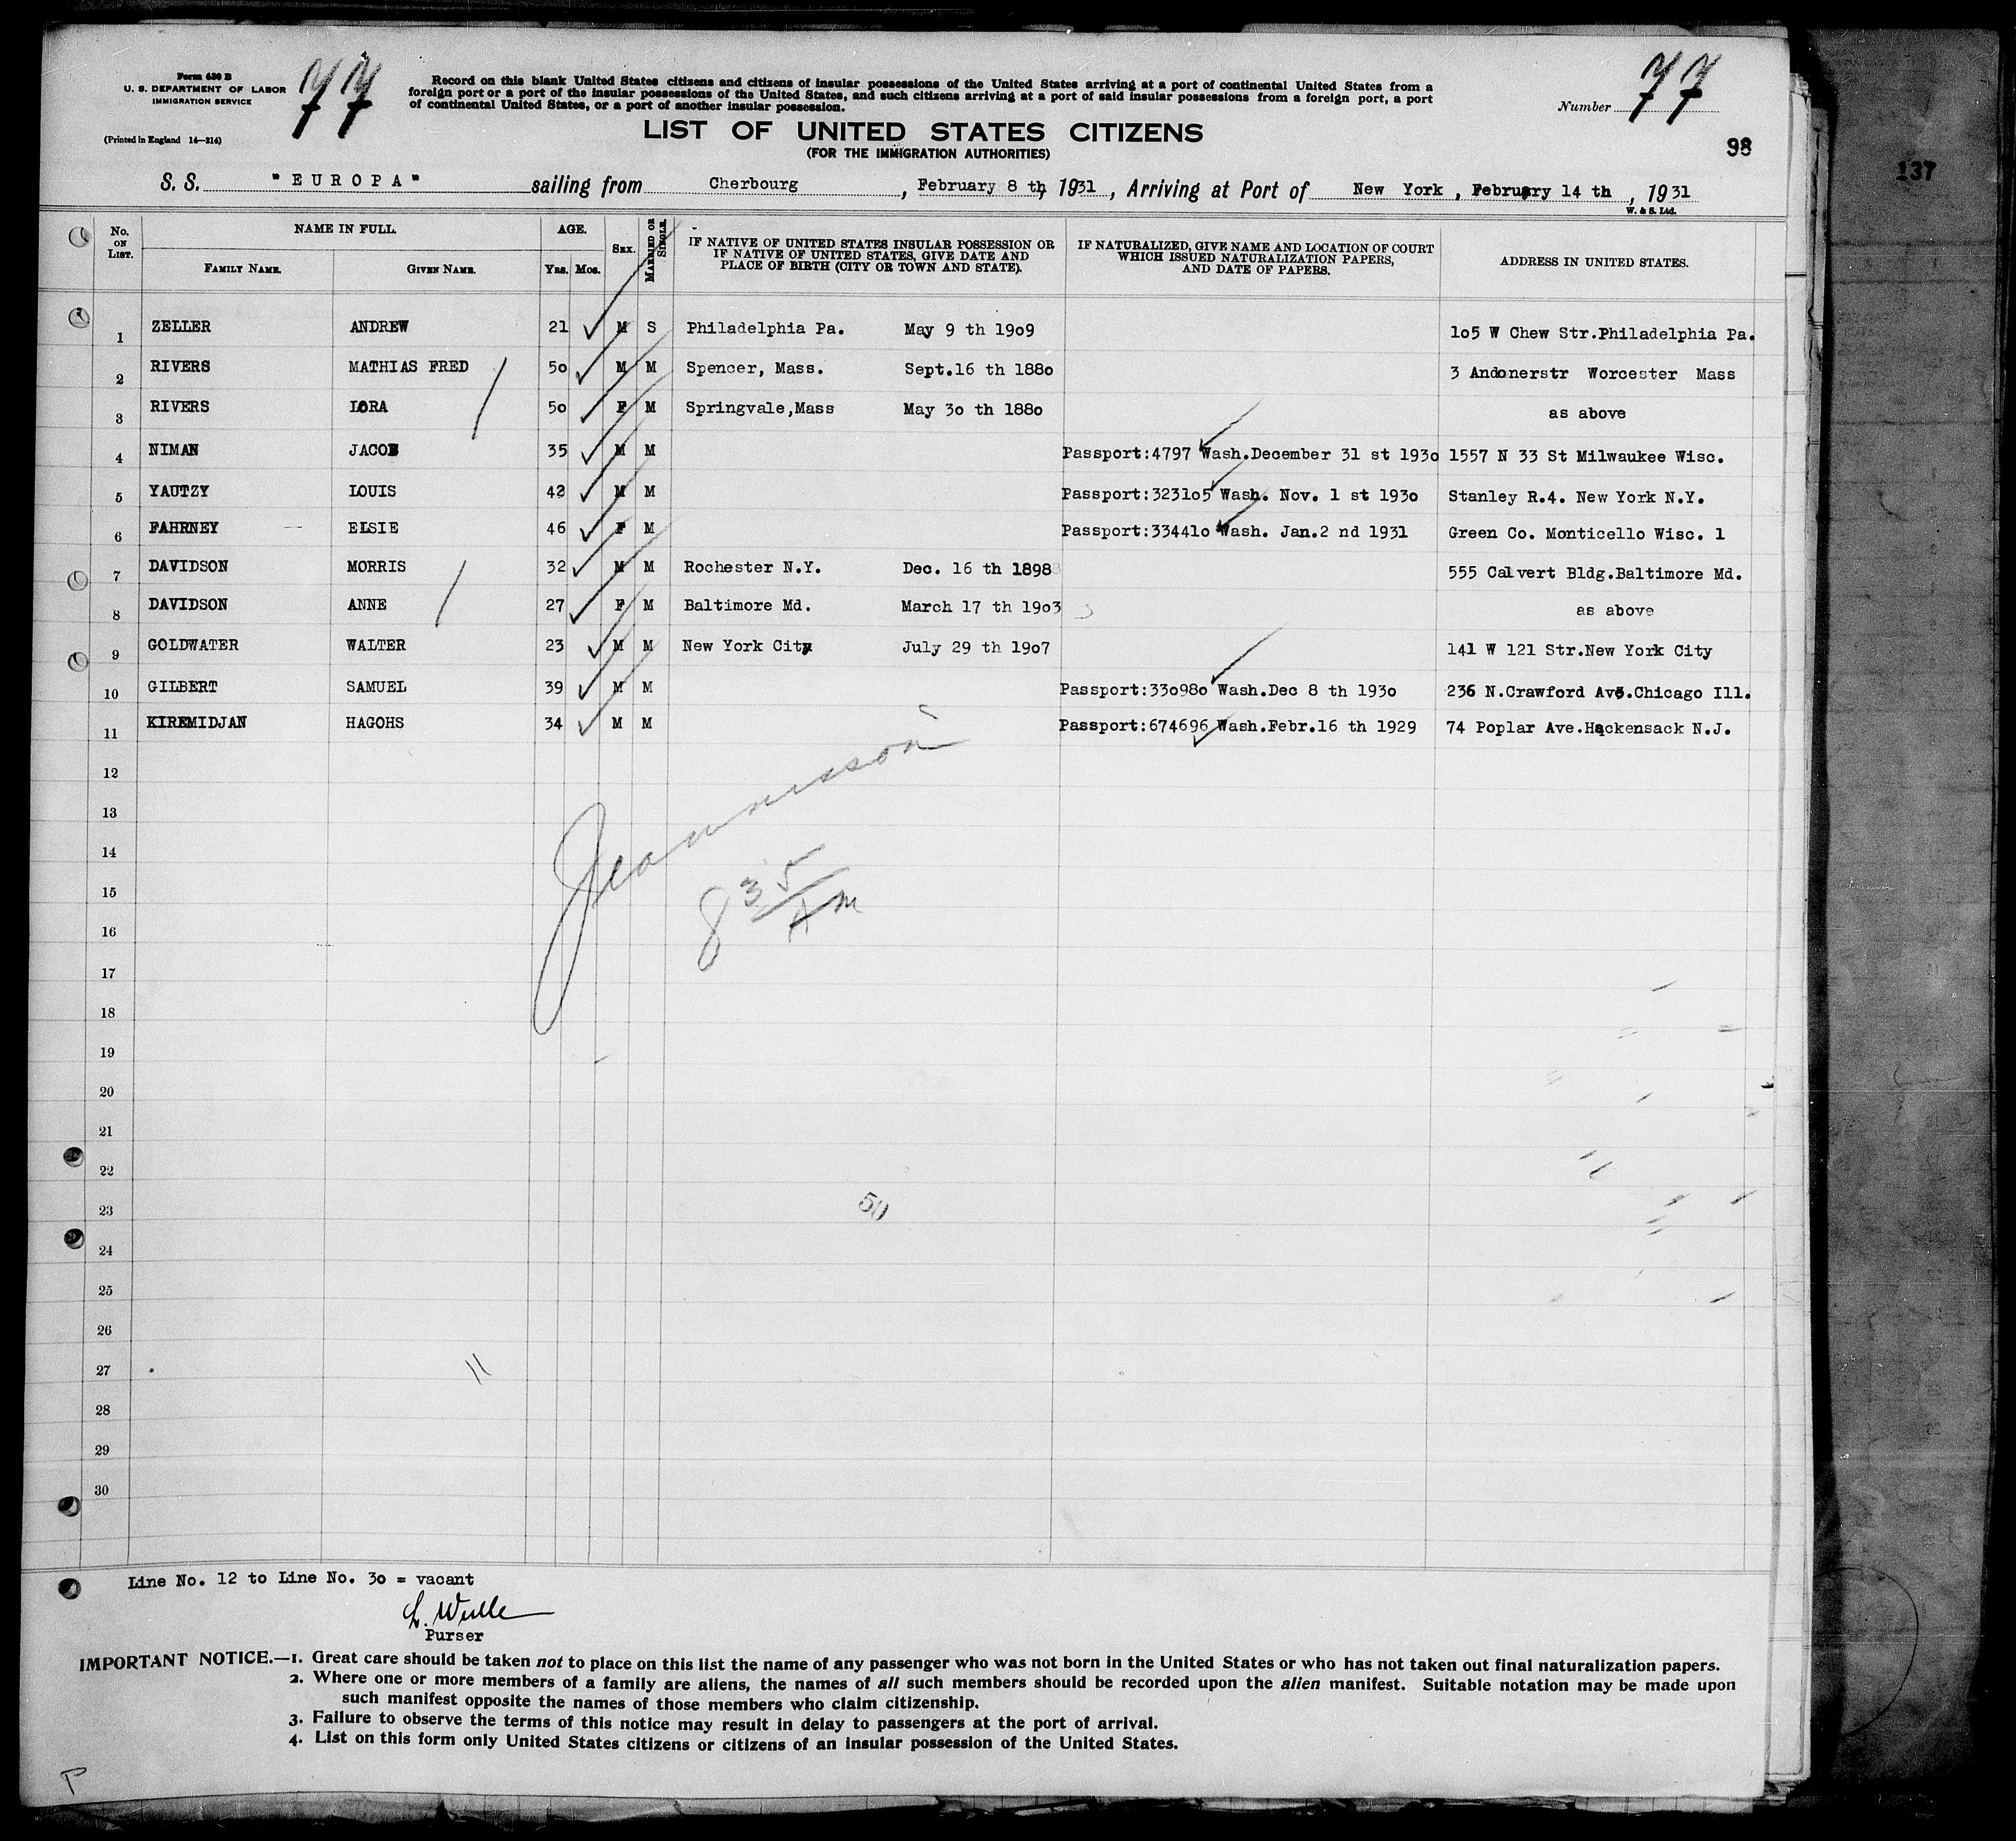 Form 630 B
U. S. DEPARTMENT OF LABOR
IMMIGRATION SERVICE
(Printed in England 14—214)
77
Record on this blank United States citizens and citizens of insular possessions of the United States arriving at a port of continental United States from a
foreign port or a port of the insular possessions of the United States, and such citizens arriving at a port of said insular possessions from a foreign port, a port
of continental United States, or a port of another insular possession.
Number 77
LIST OF UNITED STATES CITIZENS
(FOR THE IMMIGRATION AUTHORITIES)
98
137
S. S. "EUROPA" sailing from Cherbourg, February 8 th, 1931, Arriving at Port of New York, February 14 th, 1931
W. & S. Ltd.
No. ON LIST. NAME IN FULL. FAMILY NAME. GIVEN NAME. AGE. YRS. MOS. SEX. MARRIED OR SINGLE. IF NATIVE OF UNITED STATES INSULAR POSSESSION OR IF NATIVE OF UNITED STATES, GIVE DATE AND PLACE OF BIRTH (CITY OR TOWN AND STATE). IF NATURALIZED, GIVE NAME AND LOCATION OF COURT WHICH ISSUED NATURALIZATION PAPERS, AND DATE OF PAPERS. ADDRESS IN UNITED STATES.
1 ZELLER ANDREW 21 M S Philadelphia Pa. May 9 th 1909 105 W Chew Str.Philadelphia Pa.
2 RIVERS MATHIAS FRED 50 M M Spencer, Mass. Sept.16 th 1880 3 Andonerstr Worcester Mass
3 RIVERS LORA 50 F M Springvale,Mass May 30 th 1880 as above
4 NIMAN JACOB 35 M M Passport:4797 Wash.December 31 st 1930 1557 N 33 St Milwaukee Wisc.
5 YAUTZY LOUIS 42 M M Passport:323105 Wash. Nov. 1 st 1930 Stanley R.4. New York N.Y.
6 FAHRNEY ELSIE 46 F M Passport:334410 Wash. Jan.2 nd 1931 Green Co. Monticello Wisc. 1
7 DAVIDSON MORRIS 32 M M Rochester N.Y. Dec. 16 th 1898 555 Calvert Bldg.Baltimore Md.
8 DAVIDSON ANNE 27 F M Baltimore Md. March 17 th 1903 as above
9 GOLDWATER WALTER 23 M M New York City July 29 th 1907 141 W 121 Str.New York City
10 GILBERT SAMUEL 39 M M Passport:330980 Wash.Dec 8 th 1930 236 N.Crawford Ave.Chicago Ill.
11 KIREMIDJAN HAGOHS 34 M M Passport:674696 Wash.Febr.16 th 1929 74 Poplar Ave.Hackensack N.J.
12
13
14
15
8 35 AM
16
17
18
19
20
21
22
23
50
24
25
26
27
11
28
29
30
Line No. 12 to Line No. 30 = vacant
Purser
IMPORTANT NOTICE.—1. Great care should be taken not to place on this list the name of any passenger who was not born in the United States or who has not taken out final naturalization papers.
2. Where one or more members of a family are aliens, the names of all such members should be recorded upon the alien manifest. Suitable notation may be made upon
such manifest opposite the names of those members who claim citizenship.
3. Failure to observe the terms of this notice may result in delay to passengers at the port of arrival.
4. List on this form only United States citizens or citizens of an insular possession of the United States.
P